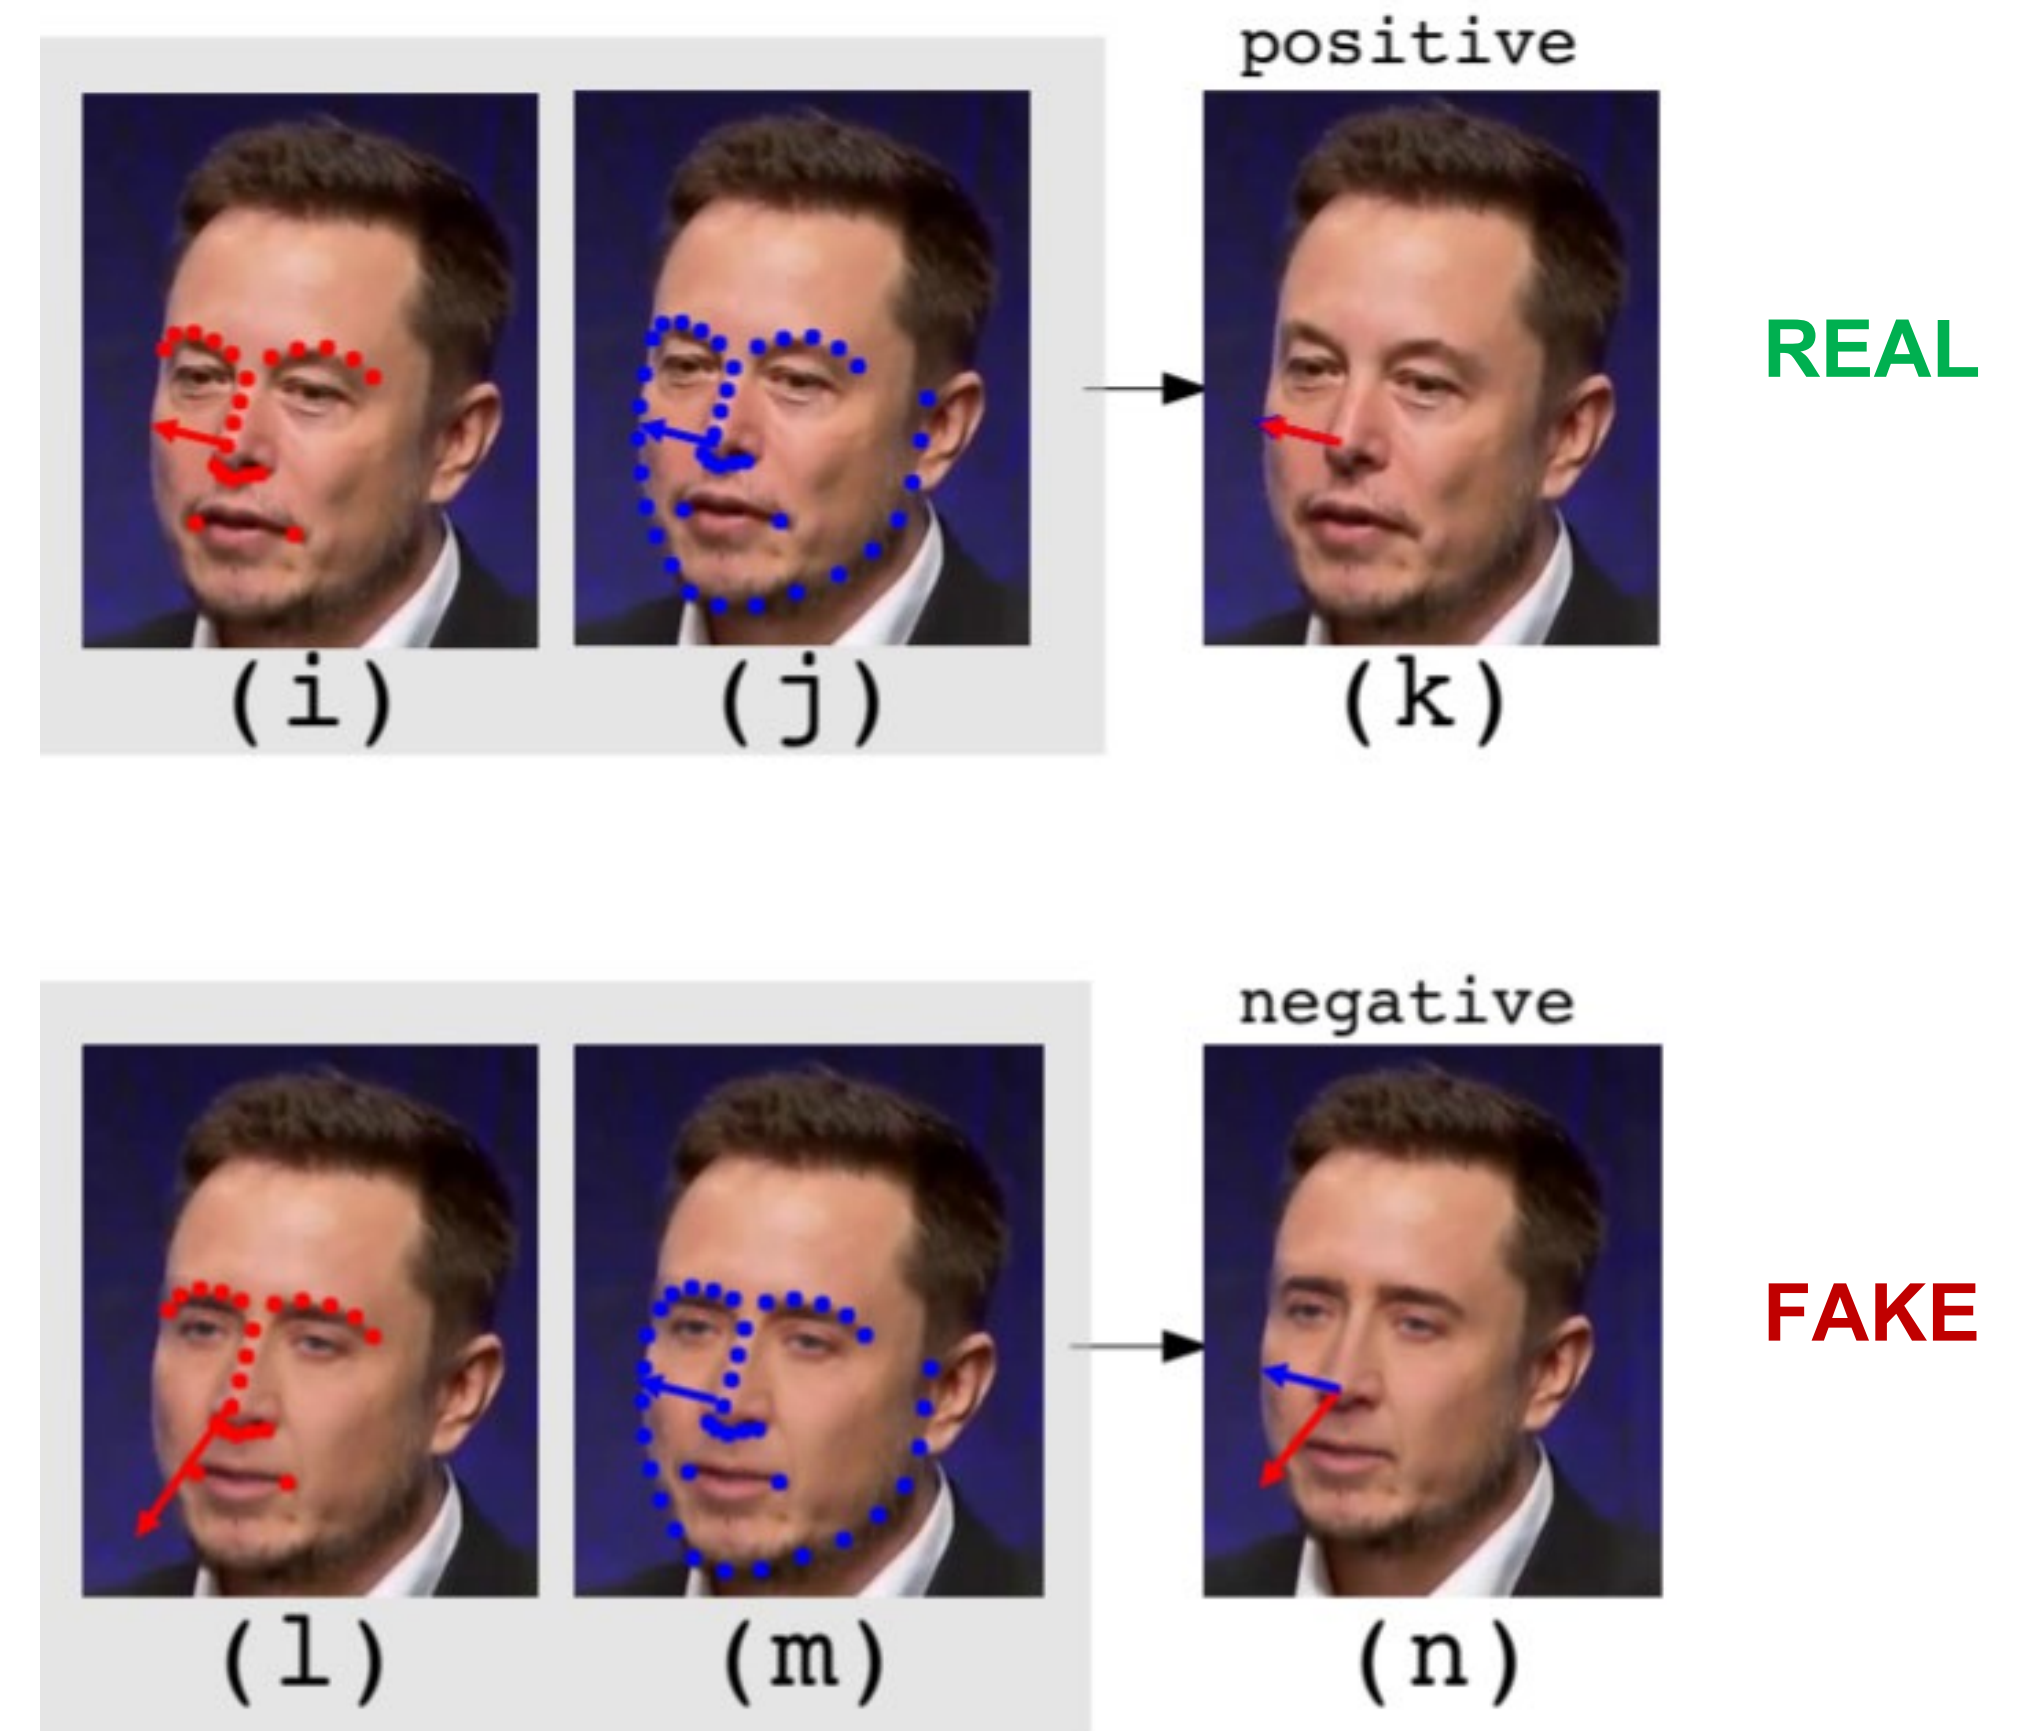 positive
REAL
(i) (j) (k)
negative
FAKE
(l) (m) (n)